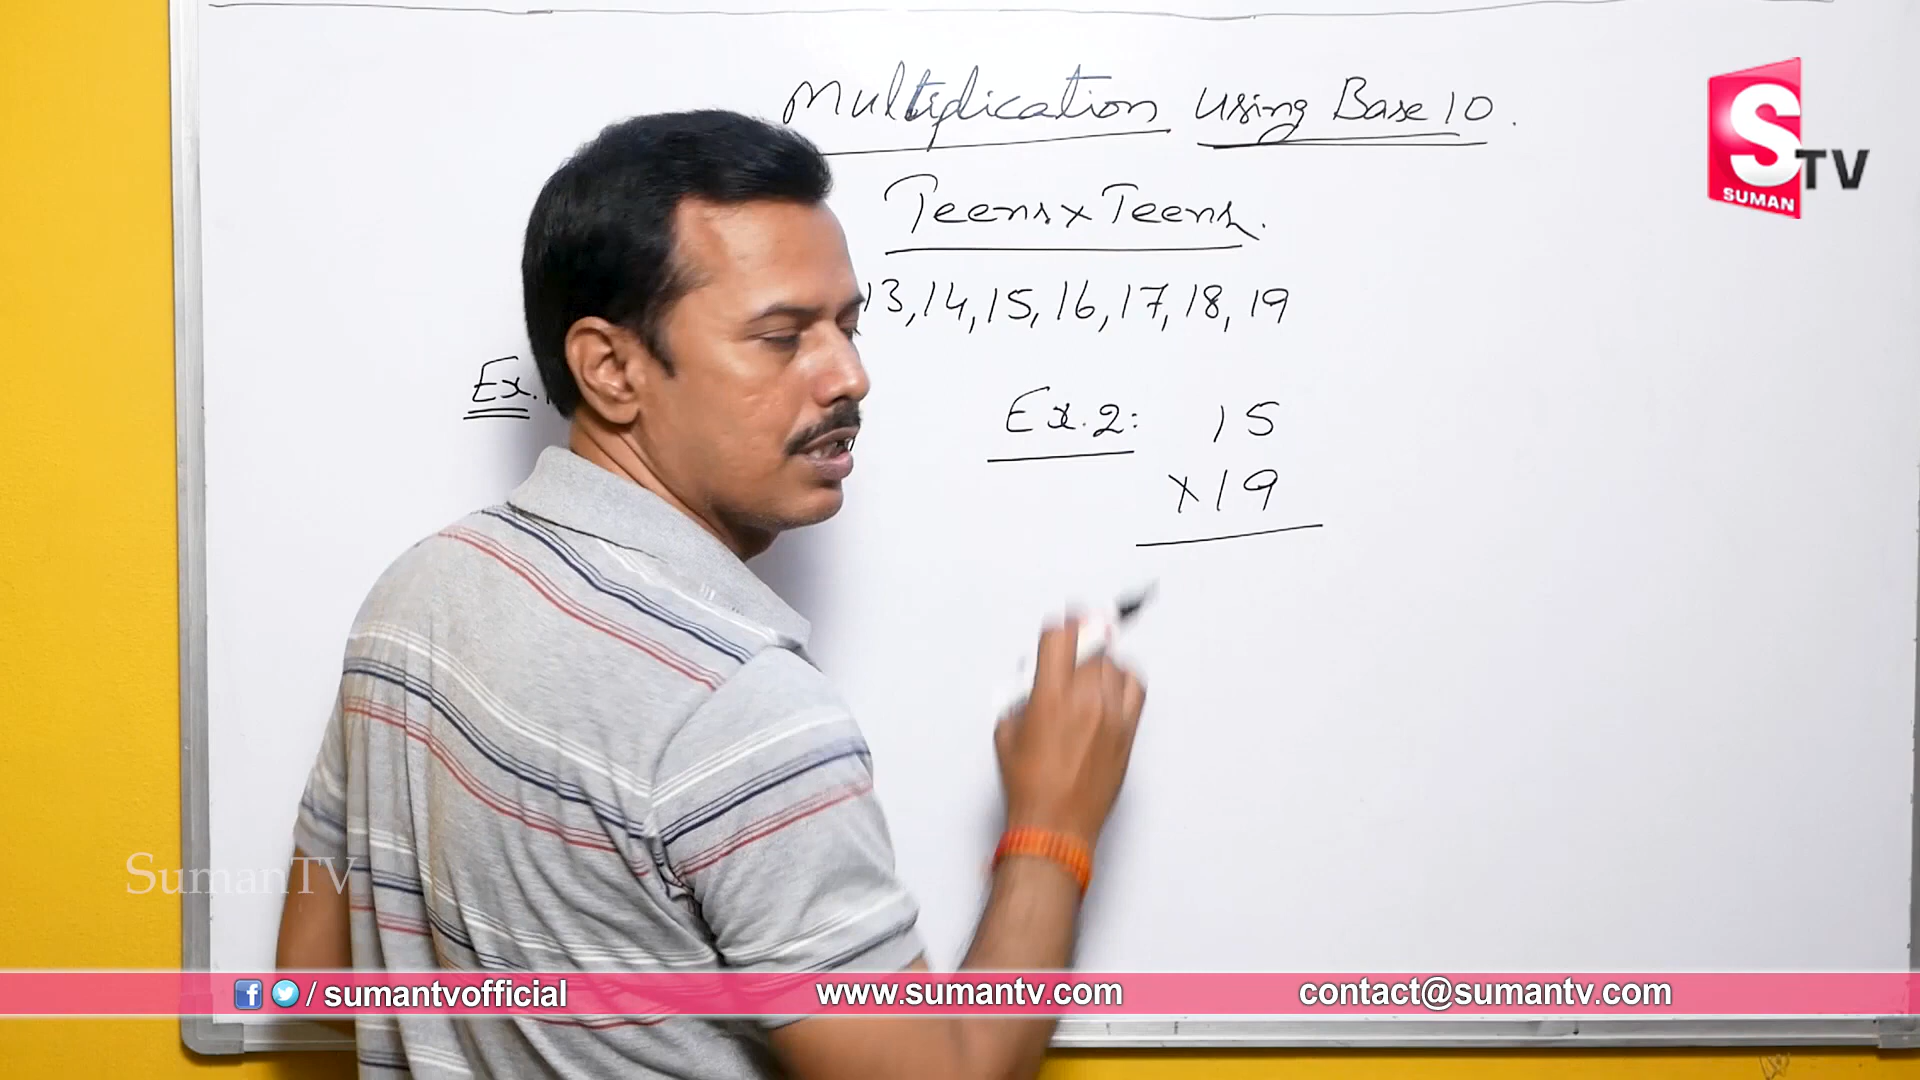 Multiplication using Base 10.
Teens x Teens.
13, 14, 15, 16, 17, 18, 19
Ex.
Ex.2: 15
x 19
S TV
SUMAN
SumanTV
/ sumantvofficial
www.sumantv.com
contact@sumantv.com